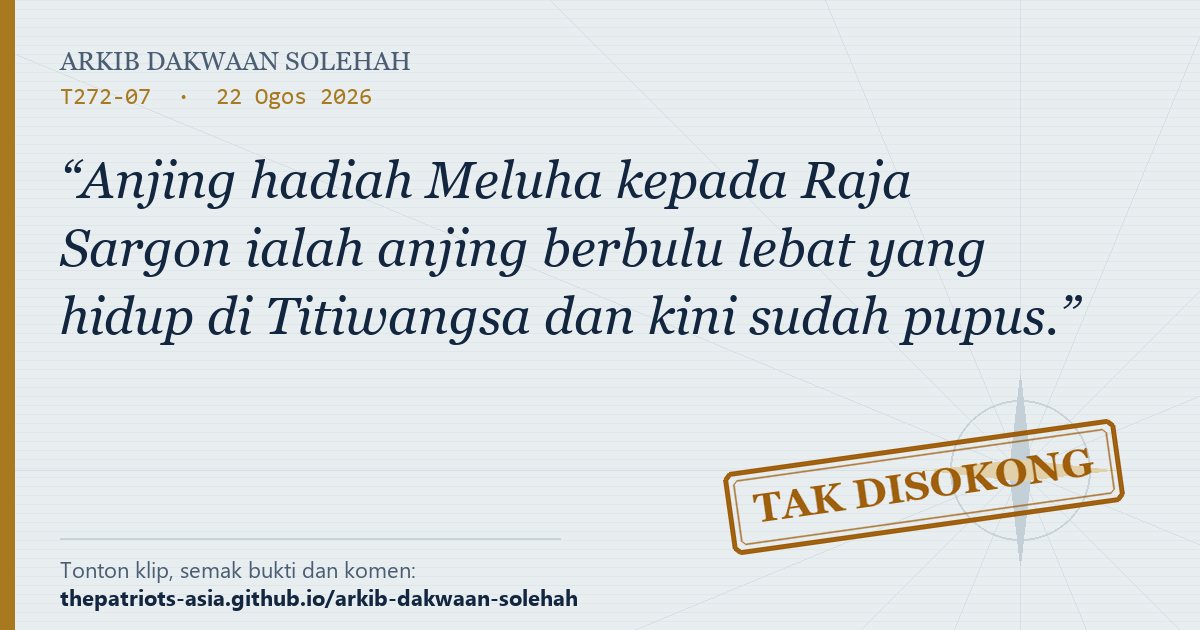 ARKIB DAKWAAN SOLEHAH
T272-07 · 22 Ogos 2026
“Anjing hadiah Meluha kepada Raja
Sargon ialah anjing berbulu lebat yang
hidup di Titiwangsa dan kini sudah pupus.”
TAK DISOKONG
Tonton klip, semak bukti dan komen:
thepatriots-asia.github.io/arkib-dakwaan-solehah